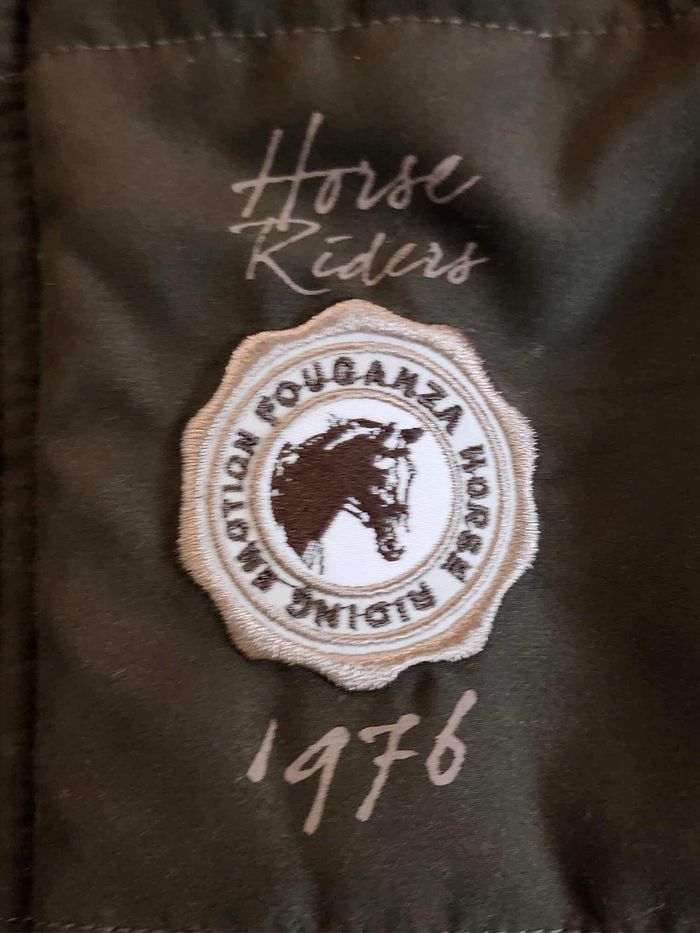 Horse
Riders
FOUGANZA HORSE RIDING EMOTION
1976